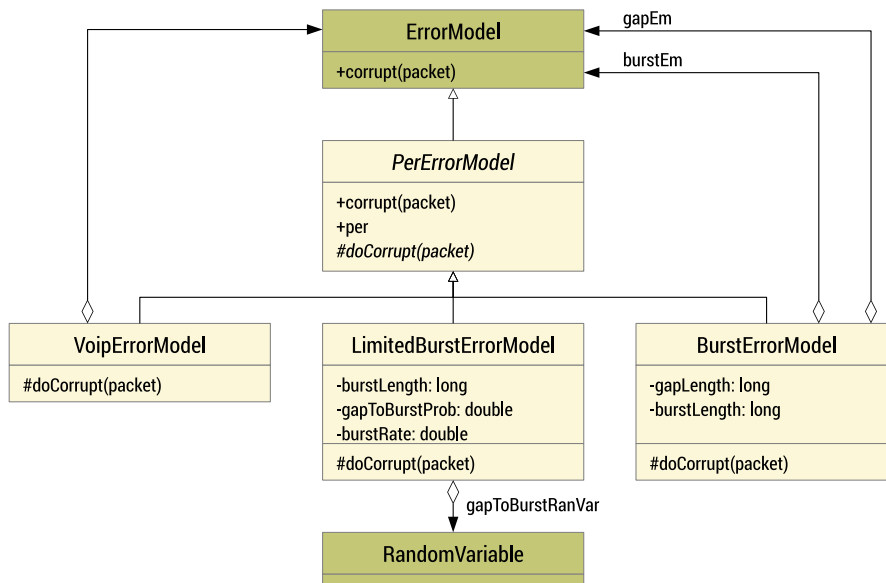 ErrorModel
+corrupt(packet)
gapEm
burstEm
PerErrorModel
+corrupt(packet)
+per
#doCorrupt(packet)
VoipErrorModel
#doCorrupt(packet)
LimitedBurstErrorModel
-burstLength: long
-gapToBurstProb: double
-burstRate: double
#doCorrupt(packet)
BurstErrorModel
-gapLength: long
-burstLength: long
#doCorrupt(packet)
gapToBurstRanVar
RandomVariable